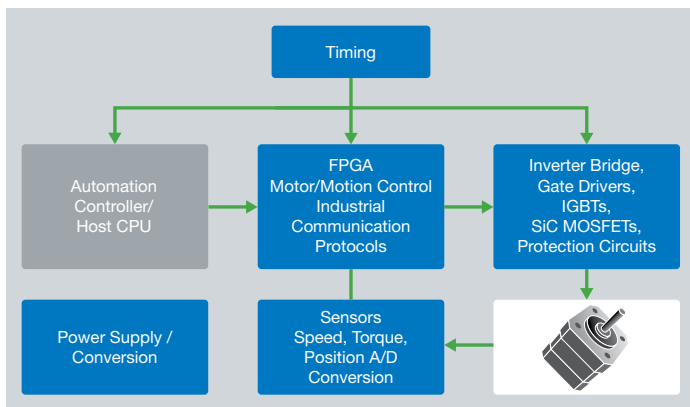 Timing
Automation
Controller/
Host CPU
FPGA
Motor/Motion Control
Industrial
Communication
Protocols
Inverter Bridge,
Gate Drivers,
IGBTs,
SiC MOSFETs,
Protection Circuits
Power Supply /
Conversion
Sensors
Speed, Torque,
Position A/D
Conversion